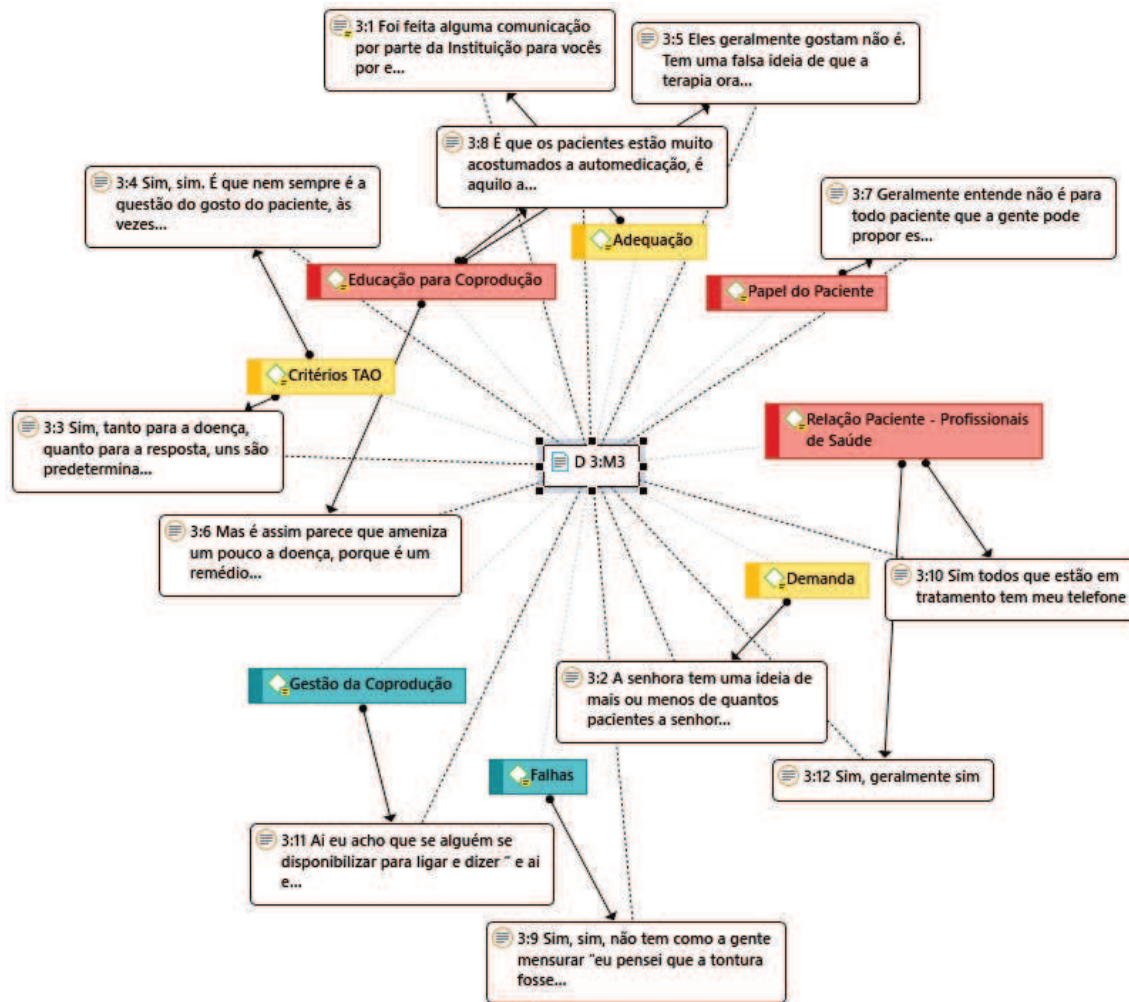 3:1 Foi feita alguma comunicação
por parte da Instituição para vocês
por e...
3:5 Eles geralmente gostam não é.
Tem uma falsa ideia de que a
terapia ora...
3:8 É que os pacientes estão muito
acostumados a automedicação, é
aquilo a...
3:4 Sim, sim. É que nem sempre é a
questão do gosto do paciente, às
vezes...
3:7 Geralmente entende não é para
todo paciente que a gente pode
propor es...
Adequação
Educação para Coprodução
Papel do Paciente
Critérios TAO
3:3 Sim, tanto para a doença,
quanto para a resposta, uns são
predetermina...
Relação Paciente - Profissionais
de Saúde
D 3:M3
3:6 Mas é assim parece que ameniza
um pouco a doença, porque é um
remédio...
3:10 Sim todos que estão em
tratamento tem meu telefone
Demanda
3:2 A senhora tem uma ideia de
mais ou menos de quantos
pacientes a senhor...
Gestão da Coprodução
3:12 Sim, geralmente sim
Falhas
3:11 Ai eu acho que se alguém se
disponibilizar para ligar e dizer " e ai
e...
3:9 Sim, sim, não tem como a gente
mensurar "eu pensei que a tontura
fosse...